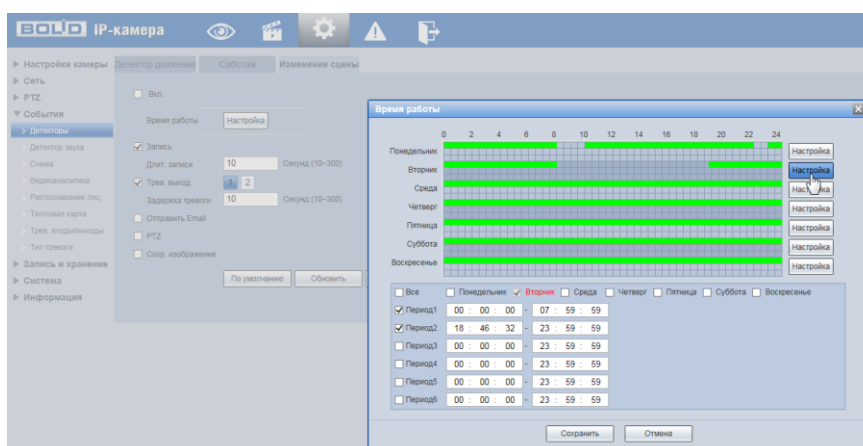 BOLID IP-камера
Настройки камеры
Сеть
PTZ
События
Детекторы
Детектор звука
Схема
Видеоаналитика
Распознавание лиц
Тепловая карта
Трев. входы/выходы
Тип тревоги
Запись и хранение
Система
Информация
Детектор движения Саботаж Изменение сцены
Вкл.
Время работы Настройка
Запись
Длит. записи 10 Секунд (10~300)
Трев. выход 1 2
Задержка тревоги 10 Секунд (10~300)
Отправить Email
PTZ
Сохр. изображение
По умолчанию Обновить
Время работы
0 2 4 6 8 10 12 14 16 18 20 22 24
Понедельник Настройка
Вторник Настройка
Среда Настройка
Четверг Настройка
Пятница Настройка
Суббота Настройка
Воскресенье Настройка
Все Понедельник Вторник Среда Четверг Пятница Суббота Воскресенье
Период1 00 : 00 : 00 - 07 : 59 : 59
Период2 18 : 46 : 32 - 23 : 59 : 59
Период3 00 : 00 : 00 - 23 : 59 : 59
Период4 00 : 00 : 00 - 23 : 59 : 59
Период5 00 : 00 : 00 - 23 : 59 : 59
Период6 00 : 00 : 00 - 23 : 59 : 59
Сохранить Отмена